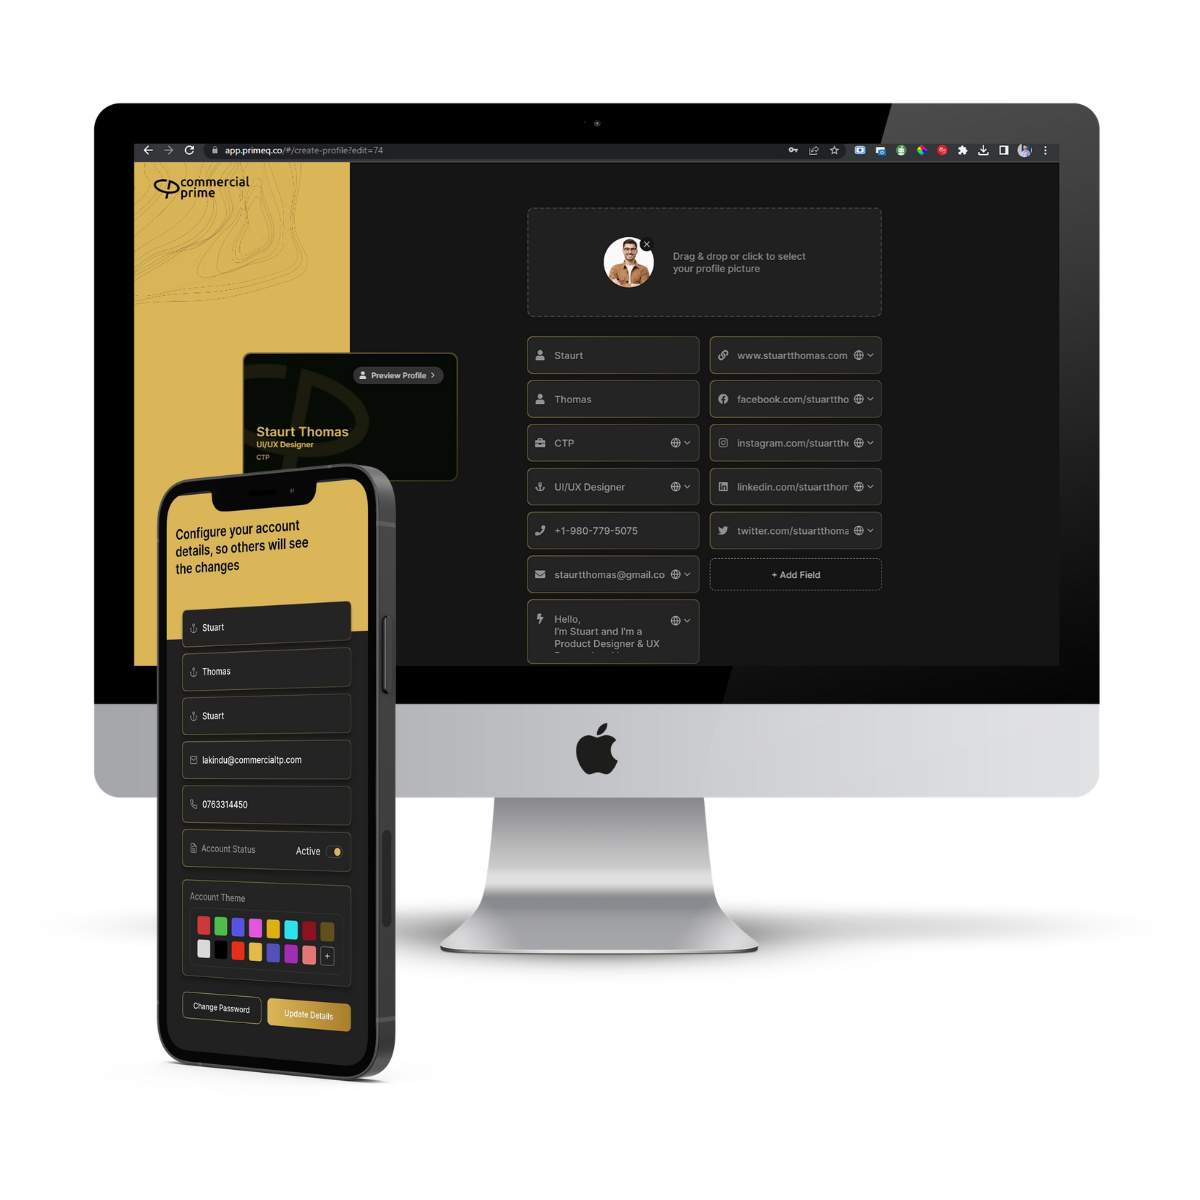 app.primeq.co/#/create-profile?edit=74
commercial
prime
Drag & drop or click to select
your profile picture
Preview Profile
Staurt Thomas
UI/UX Designer
CTP
Staurt
Thomas
CTP
UI/UX Designer
+1-980-779-5075
staurtthomas@gmail.co
Hello,
I'm Stuart and I'm a
Product Designer & UX
www.stuartthomas.com
facebook.com/stuarttho
instagram.com/stuartth
linkedin.com/stuartthor
twitter.com/stuartthoma
+ Add Field
Configure your account
details, so others will see
the changes
Stuart
Thomas
Stuart
lakindu@commercialtp.com
0763314450
Account Status
Active
Account Theme
+
Change Password
Update Details